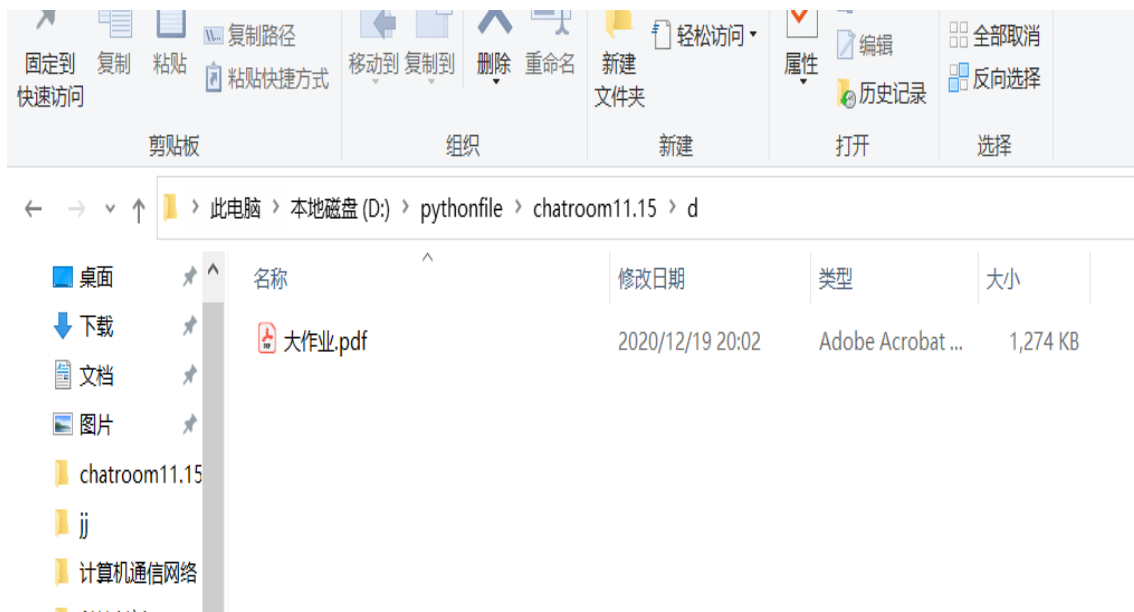 固定到 快速访问
复制
粘贴
复制路径
粘贴快捷方式
移动到 复制到
删除
重命名
新建 文件夹
轻松访问
属性
编辑
历史记录
全部取消
反向选择
剪贴板
组织
新建
打开
选择
此电脑 > 本地磁盘 (D:) > pythonfile > chatroom11.15 > d
名称 修改日期 类型 大小
大作业.pdf 2020/12/19 20:02 Adobe Acrobat ... 1,274 KB
桌面
下载
文档
图片
chatroom11.15
jj
计算机通信网络